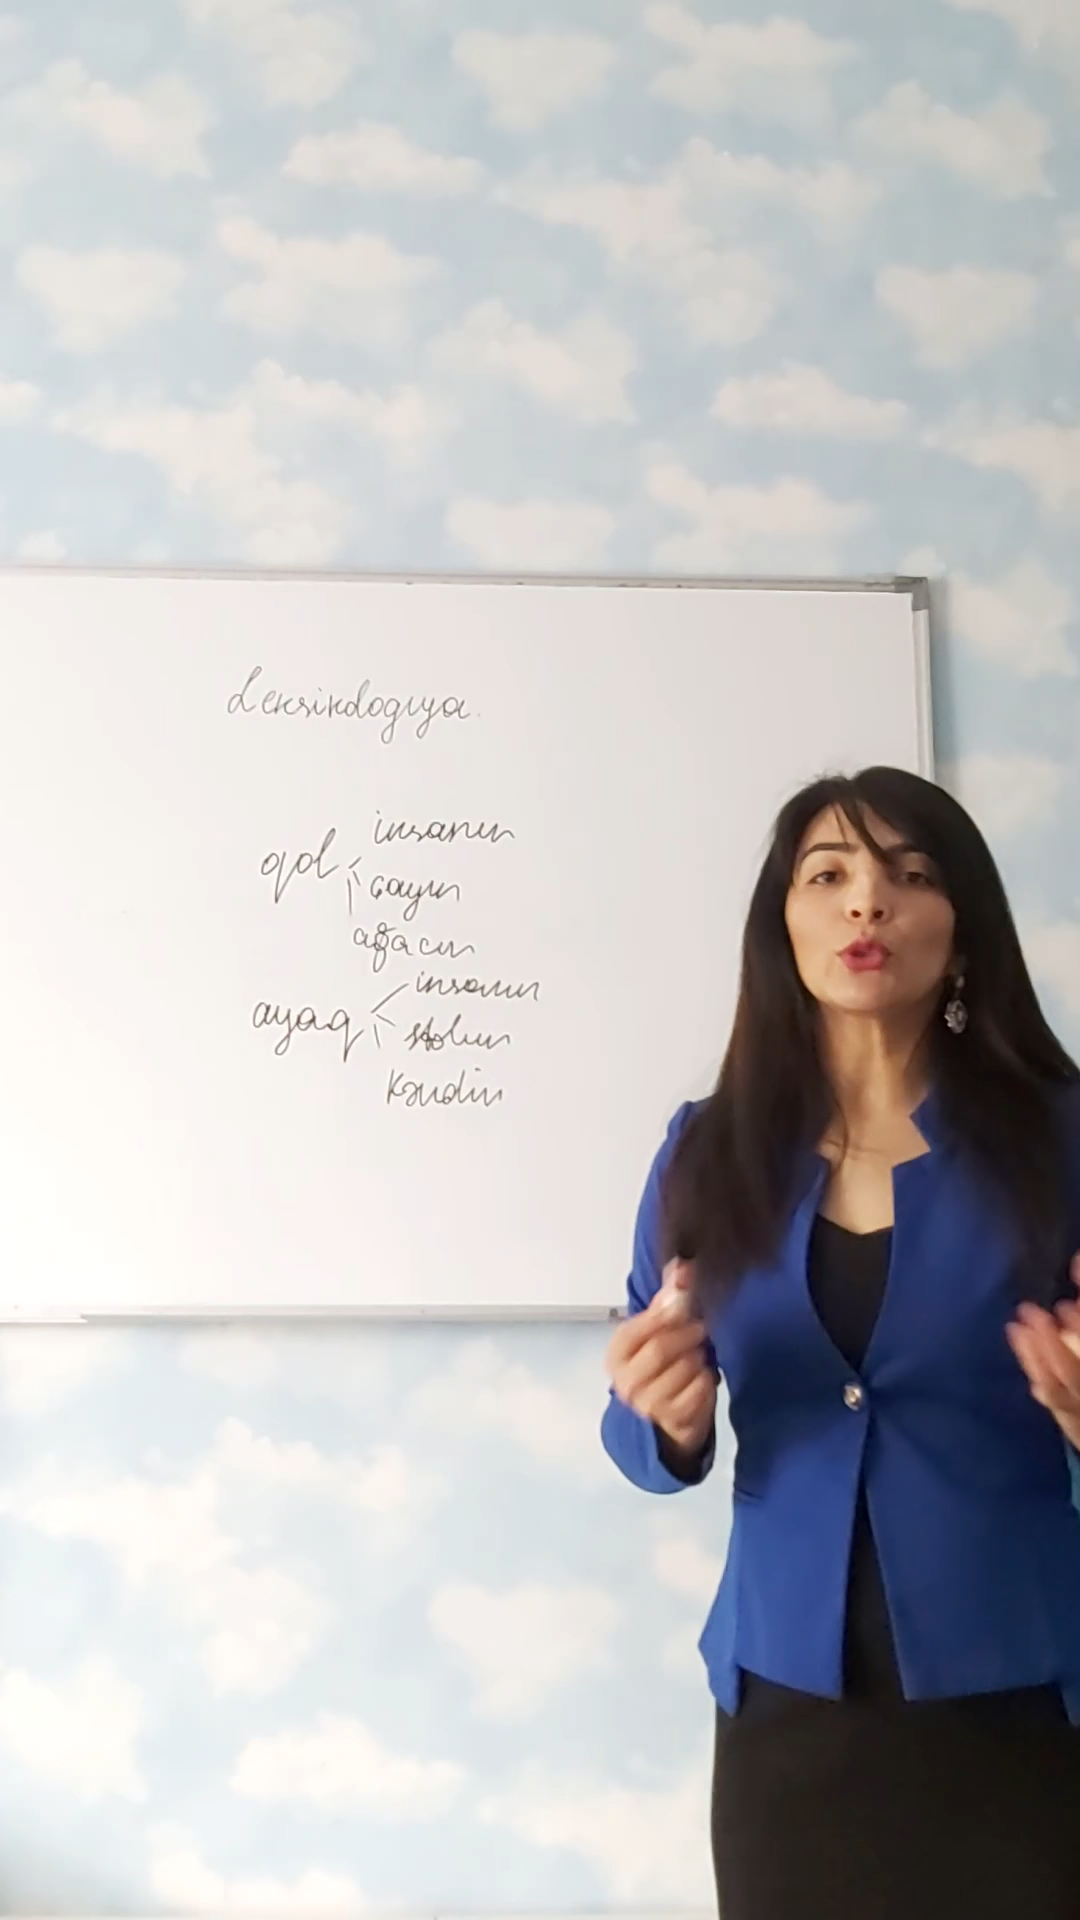 Leksikologiya.
qol
insanın
çayın
ağacın
ayaq
insanın
stolun
kəndin